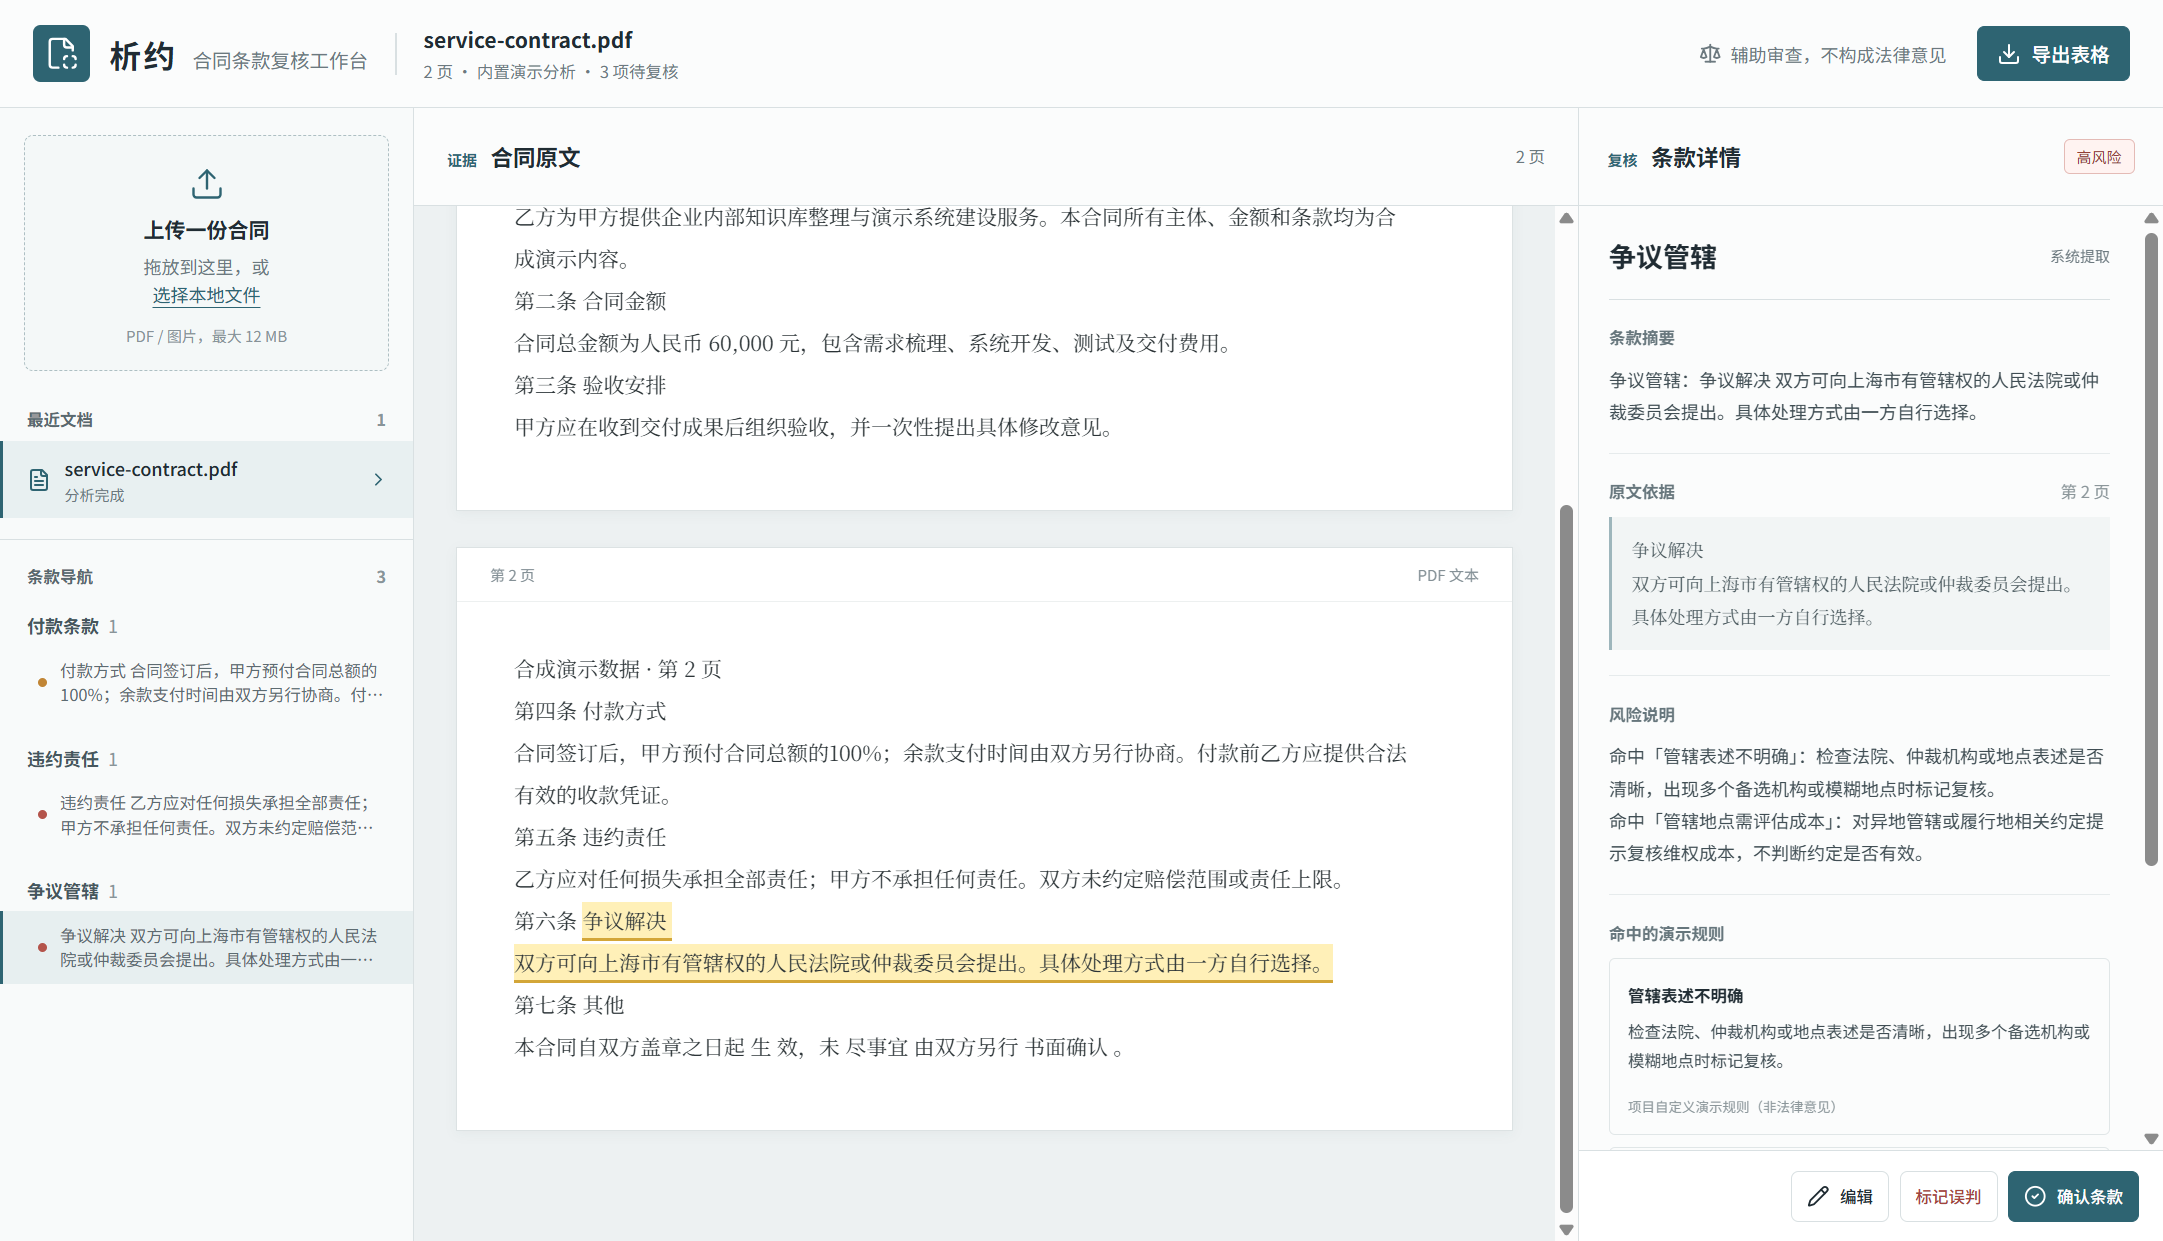 析约
合同条款复核工作台
service-contract.pdf
2 页 · 内置演示分析 · 3 项待复核
辅助审查，不构成法律意见
导出表格
上传一份合同
拖放到这里，或
选择本地文件
PDF / 图片，最大 12 MB
最近文档 1
service-contract.pdf
分析完成
条款导航 3
付款条款 1
付款方式 合同签订后，甲方预付合同总额的
100%；余款支付时间由双方另行协商。付…
违约责任 1
违约责任 乙方应对任何损失承担全部责任；
甲方不承担任何责任。双方未约定赔偿范…
争议管辖 1
争议解决 双方可向上海市有管辖权的人民法
院或仲裁委员会提出。具体处理方式由一…
证据 合同原文
2 页
乙方为甲方提供企业内部知识库整理与演示系统建设服务。本合同所有主体、金额和条款均为合
成演示内容。
第二条 合同金额
合同总金额为人民币 60,000 元，包含需求梳理、系统开发、测试及交付费用。
第三条 验收安排
甲方应在收到交付成果后组织验收，并一次性提出具体修改意见。
第 2 页
PDF 文本
合成演示数据 · 第 2 页
第四条 付款方式
合同签订后，甲方预付合同总额的100%；余款支付时间由双方另行协商。付款前乙方应提供合法
有效的收款凭证。
第五条 违约责任
乙方应对任何损失承担全部责任；甲方不承担任何责任。双方未约定赔偿范围或责任上限。
第六条 争议解决
双方可向上海市有管辖权的人民法院或仲裁委员会提出。具体处理方式由一方自行选择。
第七条 其他
本合同自双方盖章之日起 生 效，未 尽事宜 由双方另行 书面确认 。
复核 条款详情
高风险
争议管辖
系统提取
条款摘要
争议管辖：争议解决 双方可向上海市有管辖权的人民法院或仲
裁委员会提出。具体处理方式由一方自行选择。
原文依据
第 2 页
争议解决
双方可向上海市有管辖权的人民法院或仲裁委员会提出。
具体处理方式由一方自行选择。
风险说明
命中「管辖表述不明确」：检查法院、仲裁机构或地点表述是否
清晰，出现多个备选机构或模糊地点时标记复核。
命中「管辖地点需评估成本」：对异地管辖或履行地相关约定提
示复核维权成本，不判断约定是否有效。
命中的演示规则
管辖表述不明确
检查法院、仲裁机构或地点表述是否清晰，出现多个备选机构或
模糊地点时标记复核。
项目自定义演示规则（非法律意见）
编辑
标记误判
确认条款